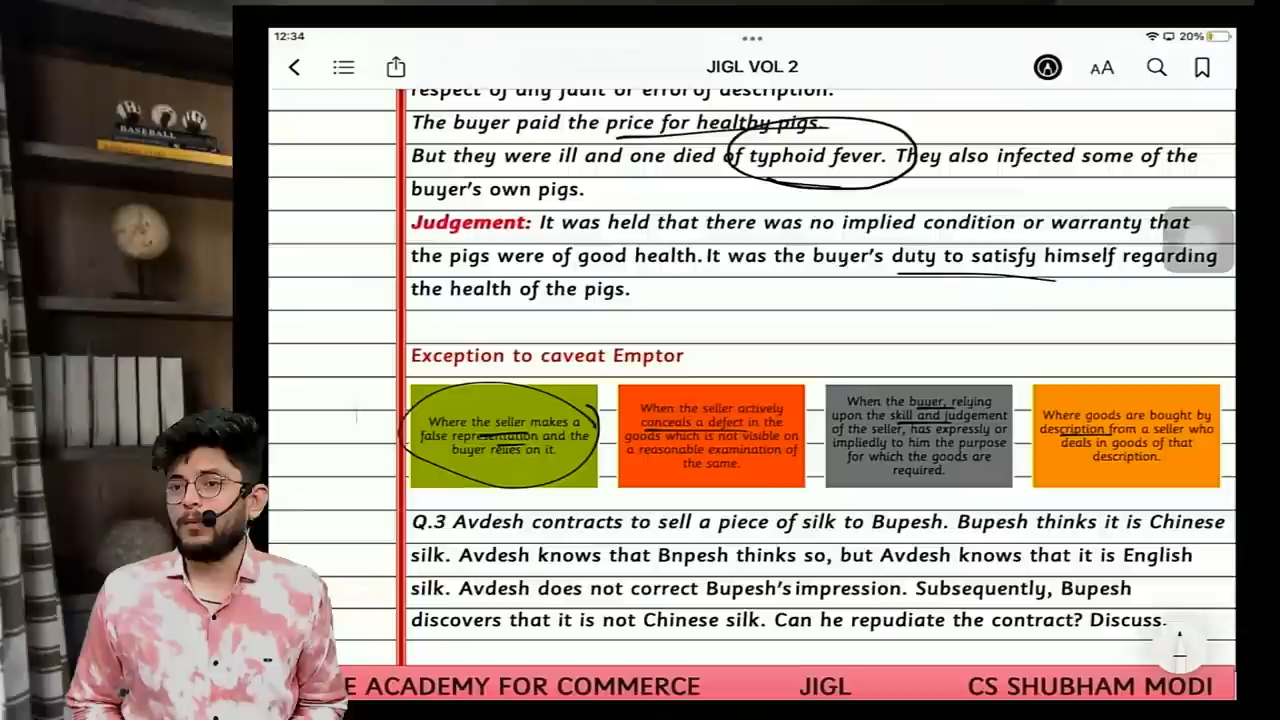 12:34
20%
JIGL VOL 2
AA
respect of any fault or error of description.
The buyer paid the price for healthy pigs.
But they were ill and one died of typhoid fever. They also infected some of the
buyer's own pigs.
Judgement: It was held that there was no implied condition or warranty that
the pigs were of good health. It was the buyer's duty to satisfy himself regarding
the health of the pigs.
Exception to caveat Emptor
Where the seller makes a
false representation and the
buyer relies on it.
When the seller actively
conceals a defect in the
goods which is not visible on
a reasonable examination of
the same.
When the buyer, relying
upon the skill and judgement
of the seller, has expressly or
impliedly to him the purpose
for which the goods are
required.
Where goods are bought by
description from a seller who
deals in goods of that
description.
Q.3 Avdesh contracts to sell a piece of silk to Bupesh. Bupesh thinks it is Chinese
silk. Avdesh knows that Bnpesh thinks so, but Avdesh knows that it is English
silk. Avdesh does not correct Bupesh's impression. Subsequently, Bupesh
discovers that it is not Chinese silk. Can he repudiate the contract? Discuss.
BASEBALL
E ACADEMY FOR COMMERCE JIGL CS SHUBHAM MODI